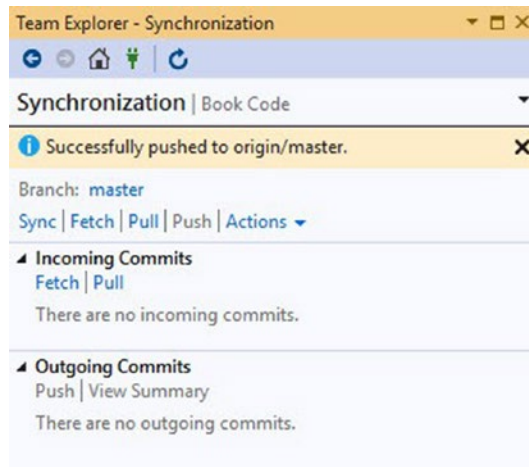 Team Explorer - Synchronization
Synchronization | Book Code
Successfully pushed to origin/master.
Branch: master
Sync | Fetch | Pull | Push | Actions
Incoming Commits
Fetch | Pull
There are no incoming commits.
Outgoing Commits
Push | View Summary
There are no outgoing commits.